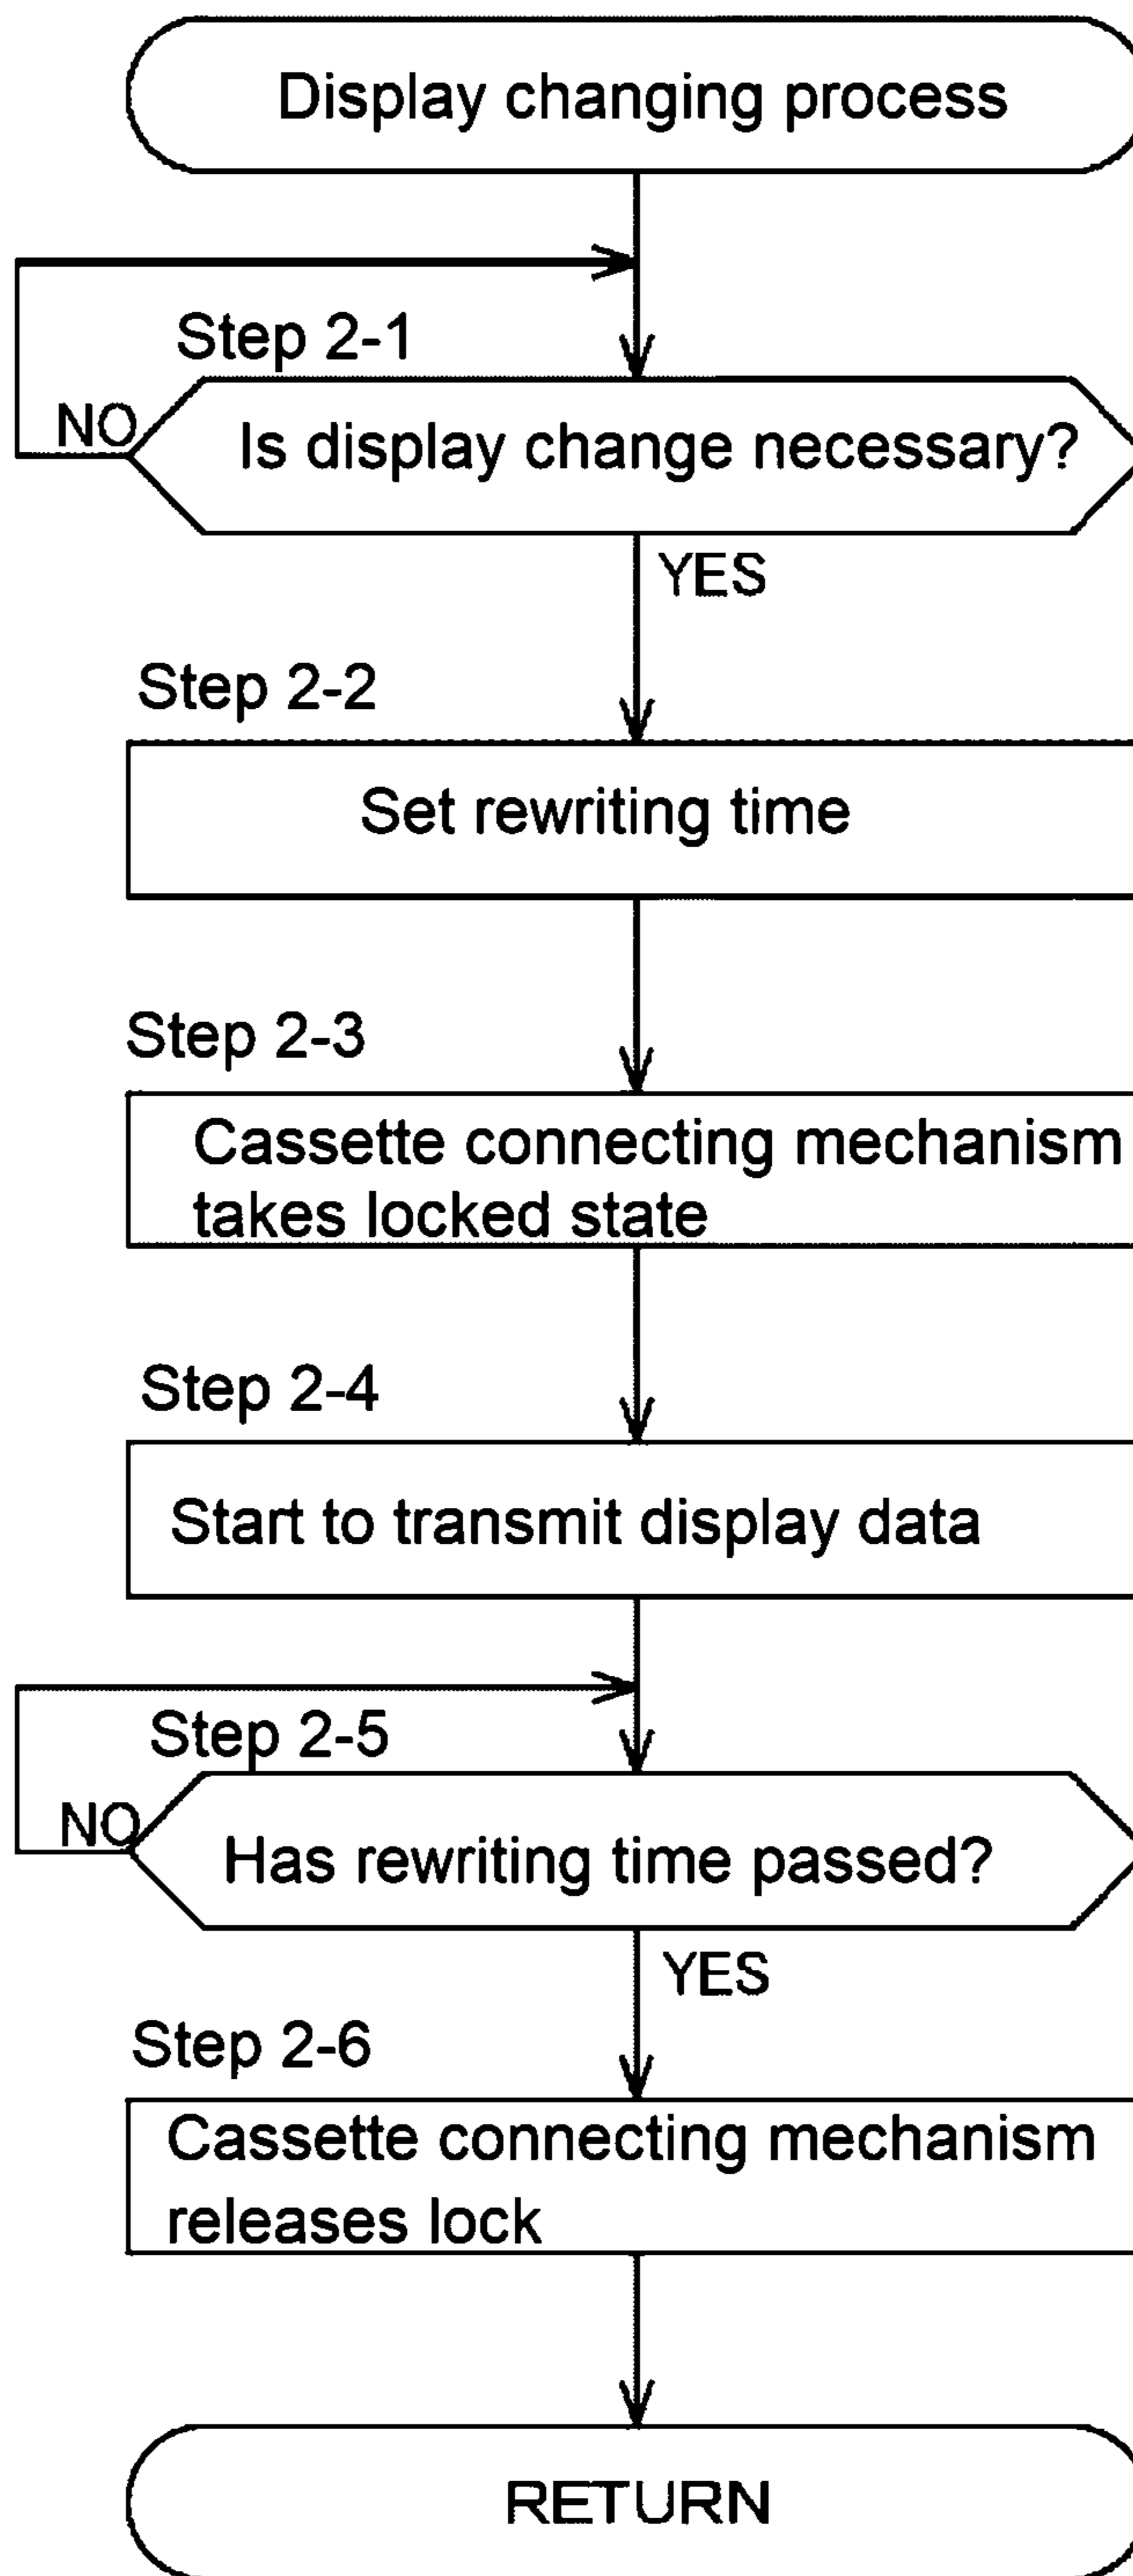 Display changing process
Step 2-1
NO
Is display change necessary?
YES
Step 2-2
Set rewriting time
Step 2-3
Cassette connecting mechanism
takes locked state
Step 2-4
Start to transmit display data
Step 2-5
NO
Has rewriting time passed?
YES
Step 2-6
Cassette connecting mechanism
releases lock
RETURN